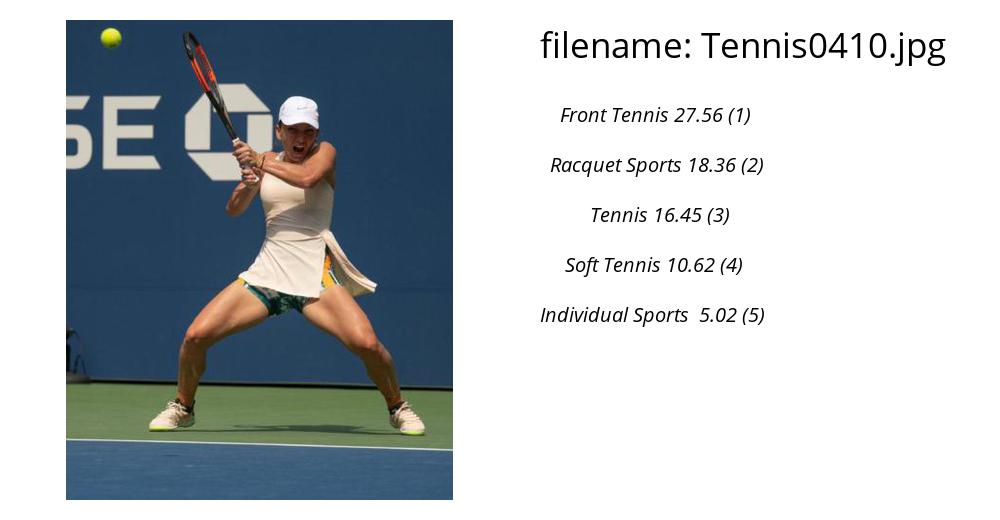 SE
filename: Tennis0410.jpg
Front Tennis 27.56 (1)
Racquet Sports 18.36 (2)
Tennis 16.45 (3)
Soft Tennis 10.62 (4)
Individual Sports  5.02 (5)